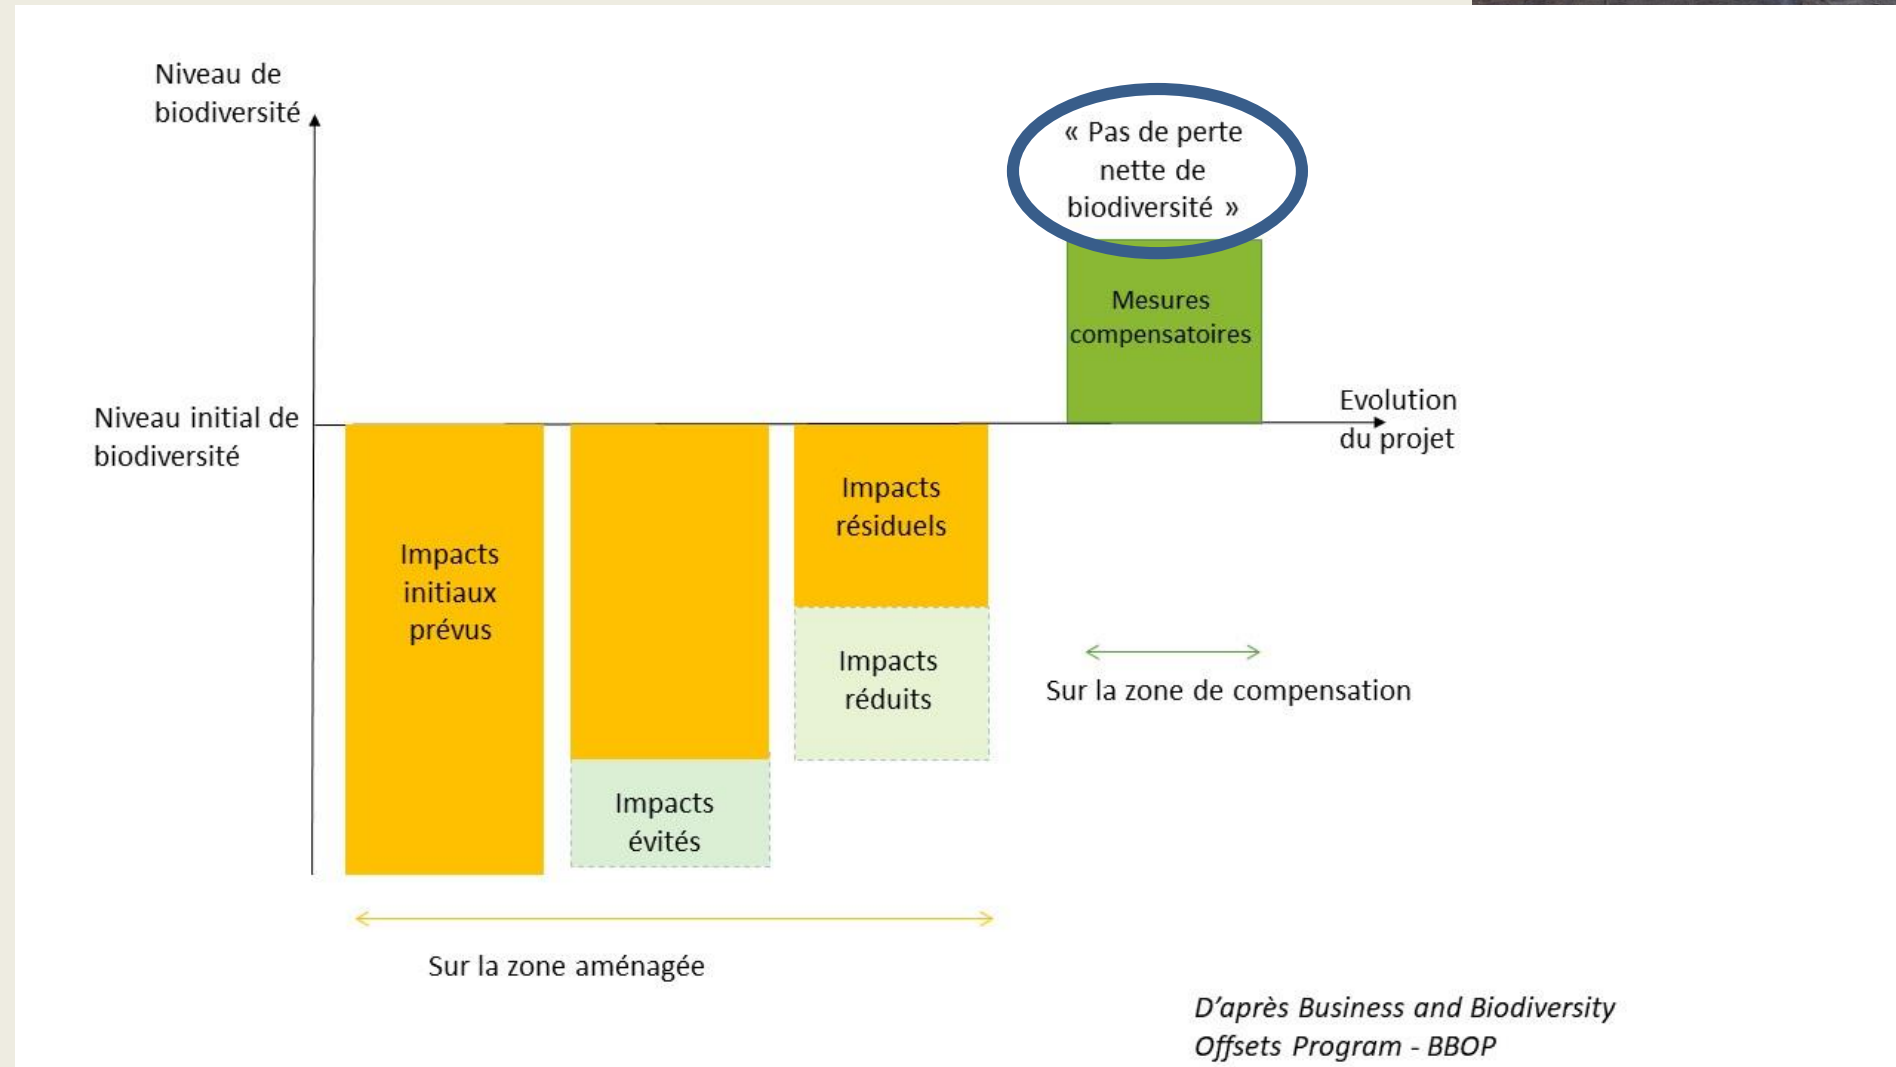 Niveau de
biodiversité
« Pas de perte
nette de
biodiversité »
Mesures
compensatoires
Evolution
du projet
Niveau initial de
biodiversité
Impacts
résiduels
Impacts
initiaux
prévus
Impacts
réduits
Sur la zone de compensation
Impacts
évités
Sur la zone aménagée
D’après Business and Biodiversity
Offsets Program - BBOP